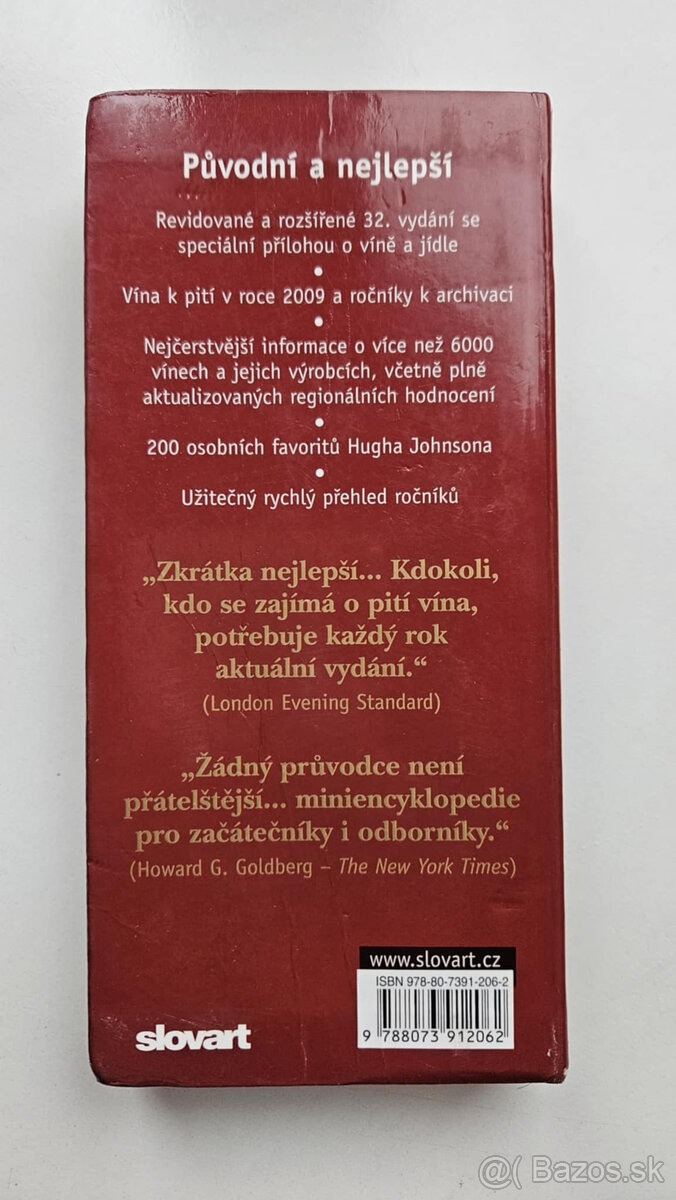 Původní a nejlepší
Revidované a rozšířené 32. vydání se
speciální přílohou o víně a jídle
•
Vína k pití v roce 2009 a ročníky k archivaci
•
Nejčerstvější informace o více než 6000
vínech a jejich výrobcích, včetně plně
aktualizovaných regionálních hodnocení
•
200 osobních favoritů Hugha Johnsona
•
Užitečný rychlý přehled ročníků
„Zkrátka nejlepší... Kdokoli,
kdo se zajímá o pití vína,
potřebuje každý rok
aktuální vydání.“
(London Evening Standard)
„Žádný průvodce není
přátelštější... miniencyklopedie
pro začátečníky i odborníky.“
(Howard G. Goldberg – The New York Times)
www.slovart.cz
ISBN 978-80-7391-206-2
9 788073 912062
slovart
@( Bazos.sk